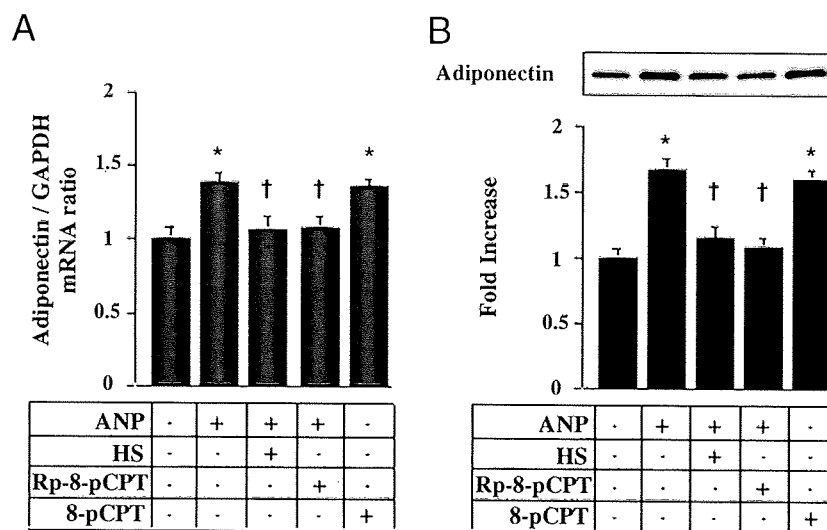 A
Adiponectin / GAPDH
mRNA ratio
2
1.5
1
0.5
0
*
†
†
*
ANP - + + + -
HS - - + - -
Rp-8-pCPT - - - + -
8-pCPT - - - - +
B
Adiponectin
Fold Increase
2
1.5
1
0.5
0
*
†
†
*
ANP - + + + -
HS - - + - -
Rp-8-pCPT - - - + -
8-pCPT - - - - +